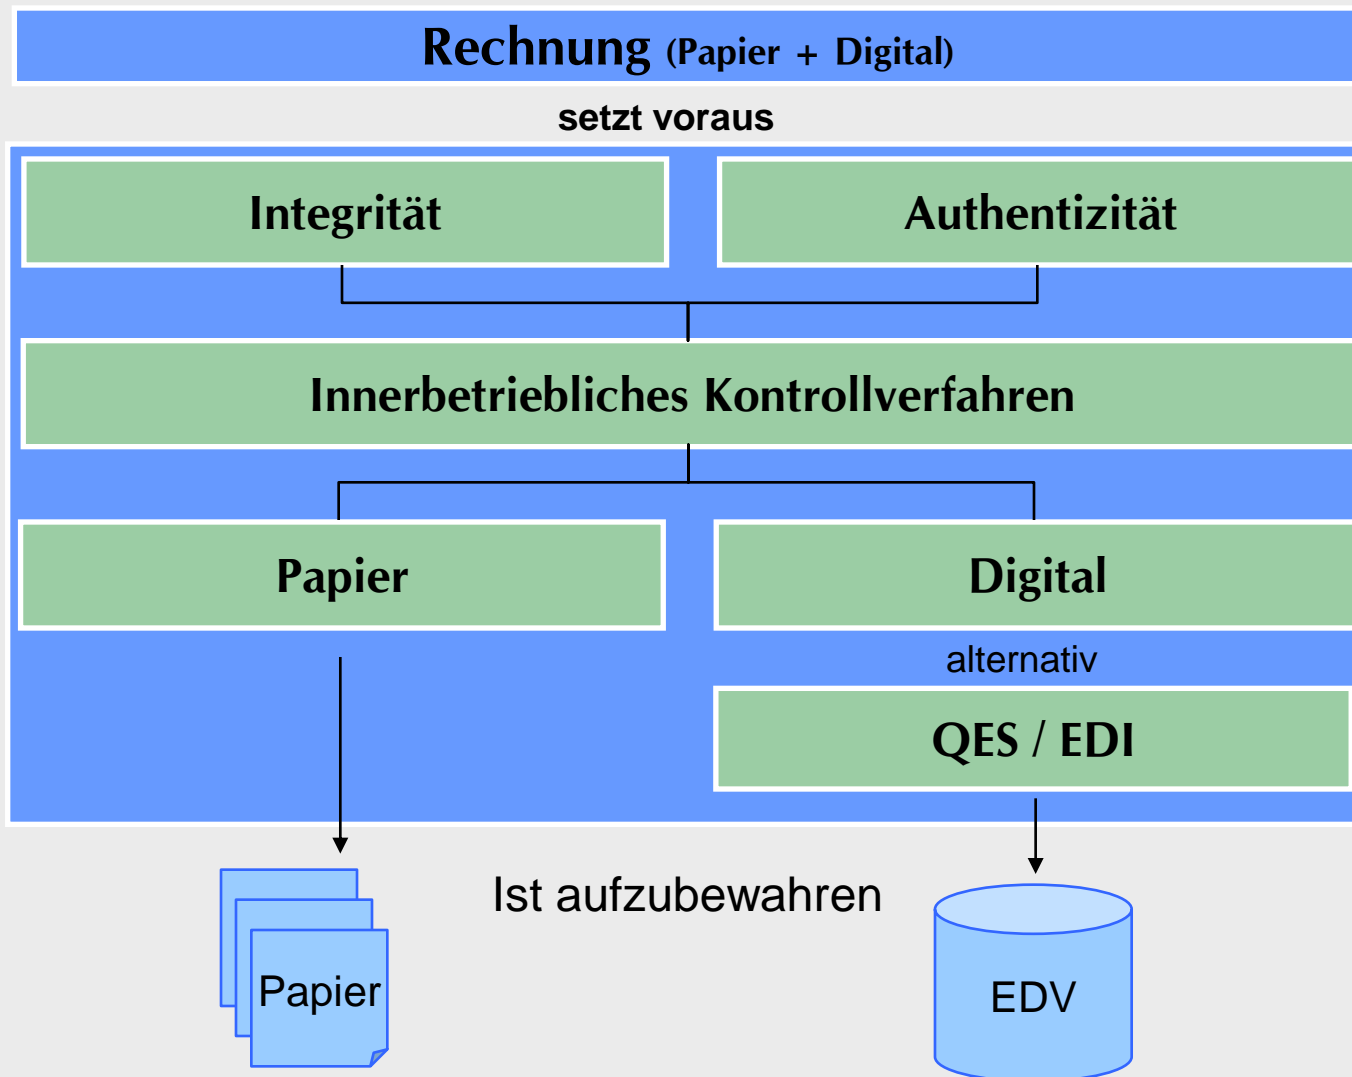 Rechnung (Papier + Digital)
setzt voraus
Integrität
Authentizität
Innerbetriebliches Kontrollverfahren
Papier
Digital
alternativ
QES / EDI
Ist aufzubewahren
Papier
EDV